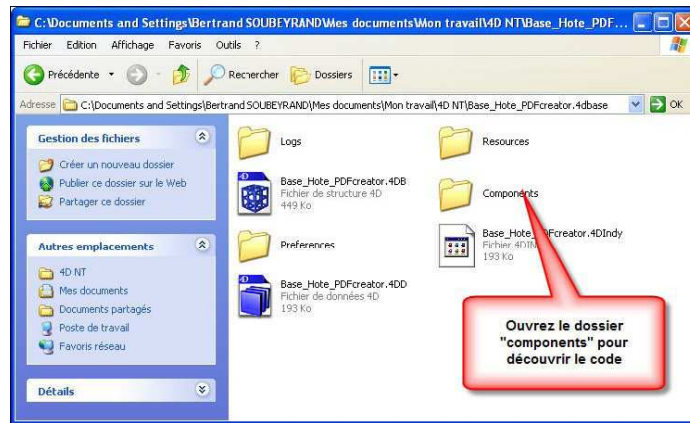 C:\Documents and Settings\Bertrand SOUBEYRAND\Mes documents\Mon travail\4D NT\Base_Hote_PDF...
Fichier Edition Affichage Favoris Outils ?
Précédente Rechercher Dossiers
Adresse C:\Documents and Settings\Bertrand SOUBEYRAND\Mes documents\Mon travail\4D NT\Base_Hote_PDFcreator.4dbase OK
Gestion des fichiers
Créer un nouveau dossier
Publier ce dossier sur le Web
Partager ce dossier
Autres emplacements
4D NT
Mes documents
Documents partagés
Poste de travail
Favoris réseau
Détails
Logs
Resources
Base_Hote_PDFcreator.4DB
Fichier de structure 4D
449 Ko
Components
Preferences
Base_Hote_PDFcreator.4DIndy
Fichier 4DIN
193 Ko
Base_Hote_PDFcreator.4DD
Fichier de données 4D
193 Ko
Ouvrez le dossier
"components" pour
découvrir le code